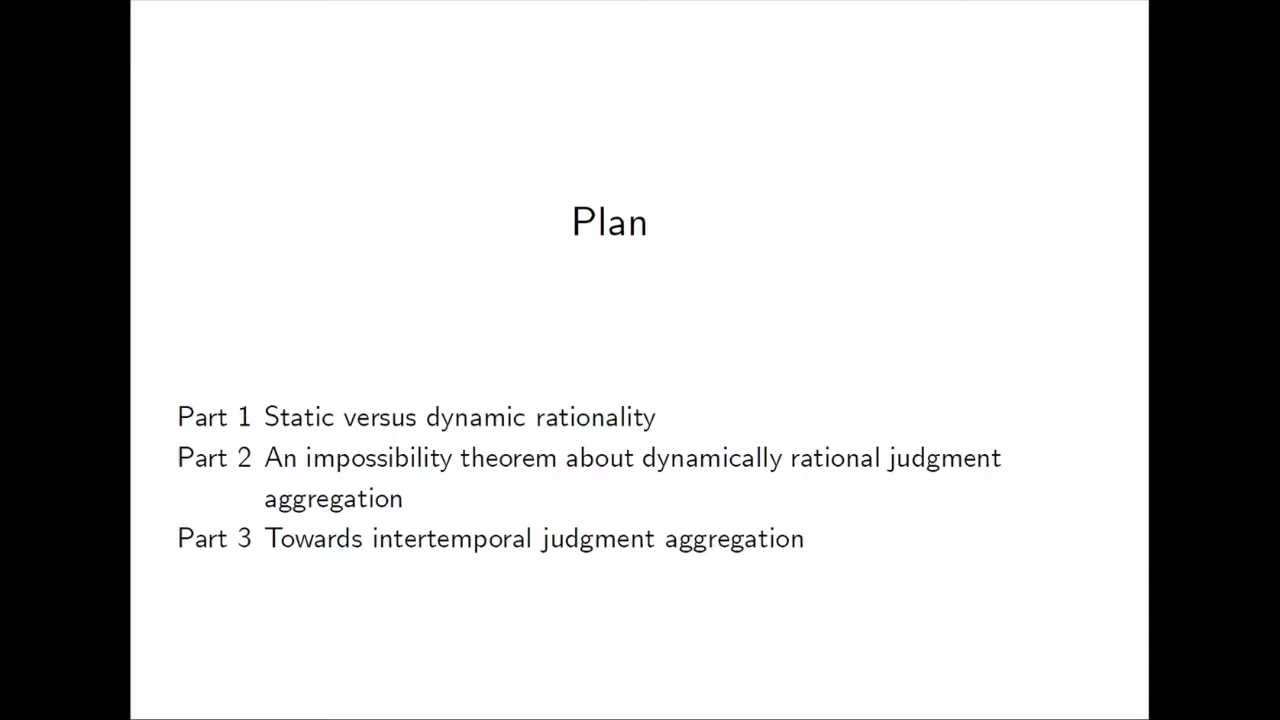 Plan
Part 1 Static versus dynamic rationality
Part 2 An impossibility theorem about dynamically rational judgment
aggregation
Part 3 Towards intertemporal judgment aggregation